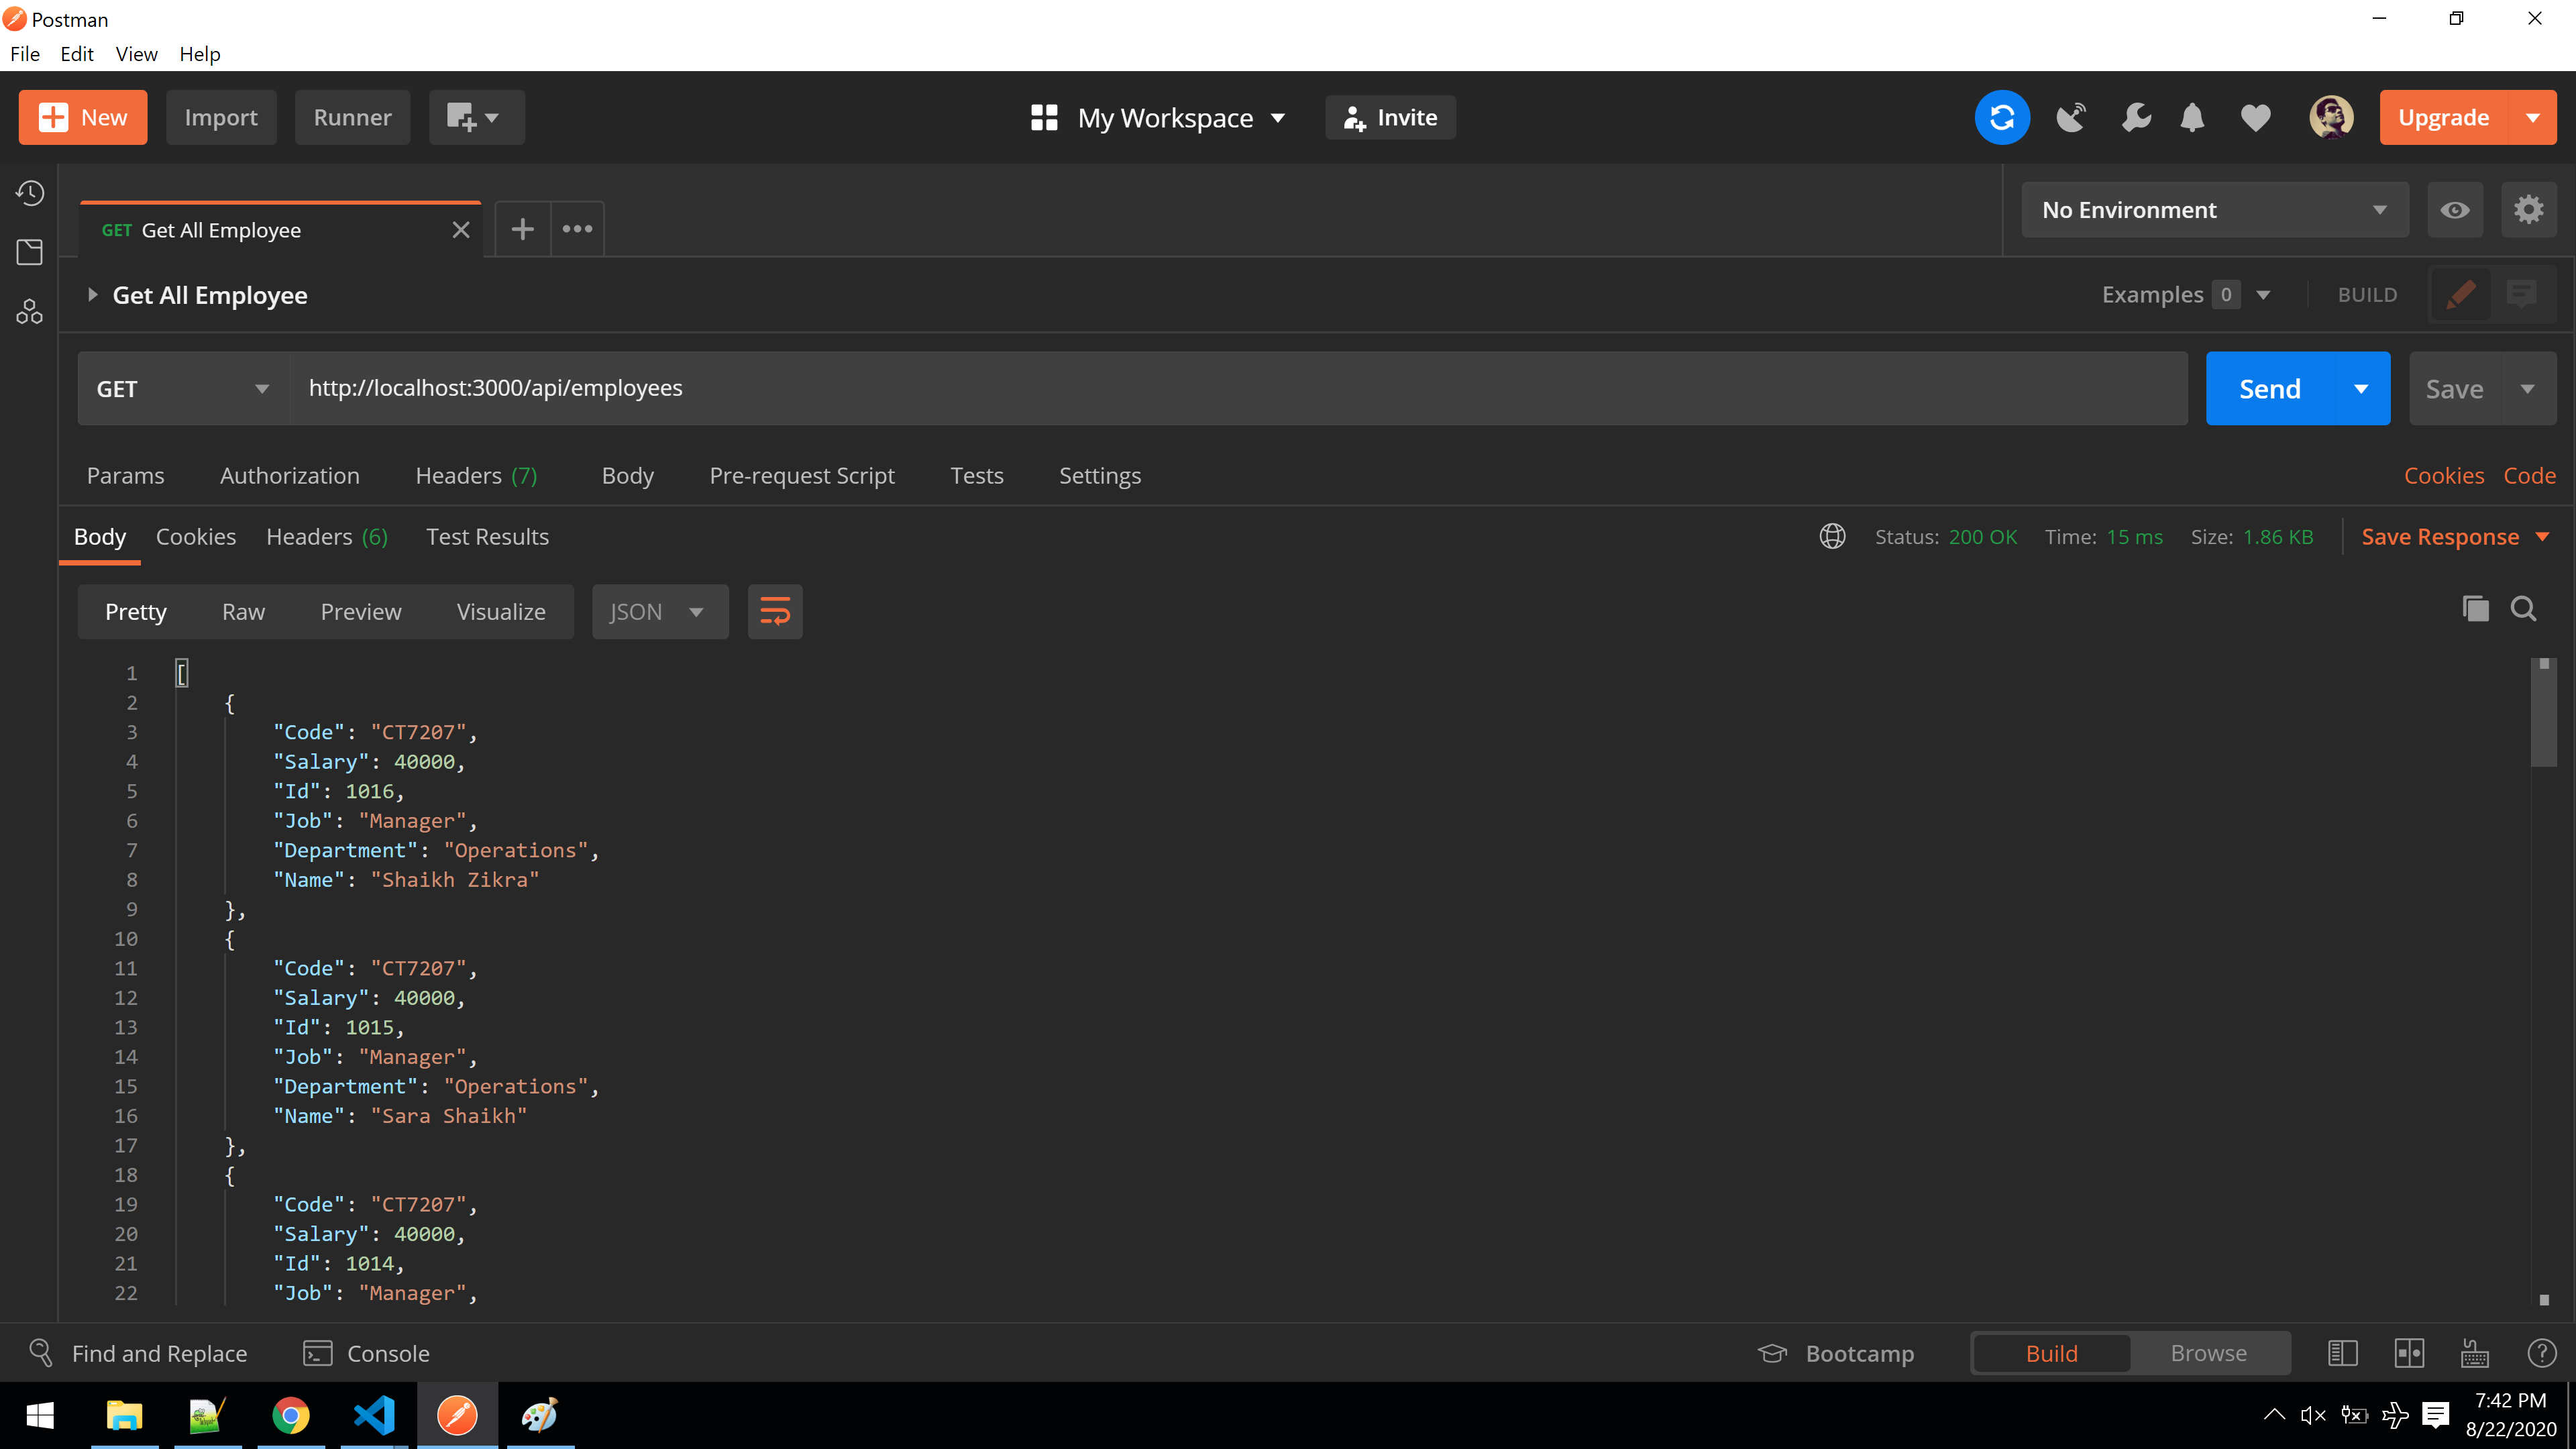 Postman
File Edit View Help
New Import Runner My Workspace Invite Upgrade
GET Get All Employee No Environment
Get All Employee Examples 0 BUILD
GET http://localhost:3000/api/employees Send Save
Params Authorization Headers (7) Body Pre-request Script Tests Settings Cookies Code
Body Cookies Headers (6) Test Results Status: 200 OK Time: 15 ms Size: 1.86 KB Save Response
Pretty Raw Preview Visualize JSON
1 [
2 {
3 "Code": "CT7207",
4 "Salary": 40000,
5 "Id": 1016,
6 "Job": "Manager",
7 "Department": "Operations",
8 "Name": "Shaikh Zikra"
9 },
10 {
11 "Code": "CT7207",
12 "Salary": 40000,
13 "Id": 1015,
14 "Job": "Manager",
15 "Department": "Operations",
16 "Name": "Sara Shaikh"
17 },
18 {
19 "Code": "CT7207",
20 "Salary": 40000,
21 "Id": 1014,
22 "Job": "Manager",
Find and Replace Console Bootcamp Build Browse
7:42 PM
8/22/2020